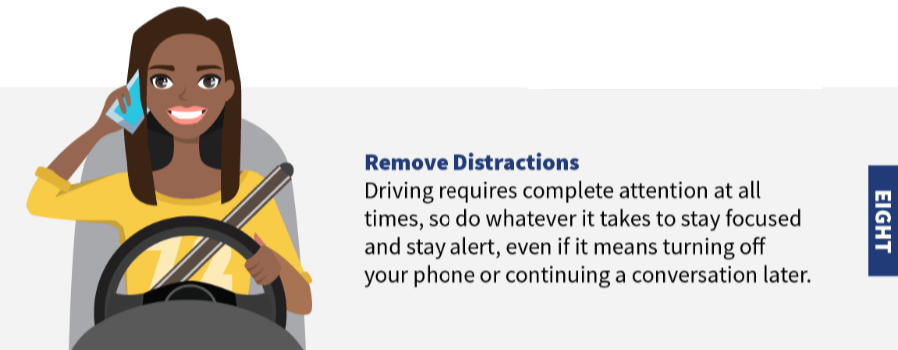 Remove Distractions
Driving requires complete attention at all
times, so do whatever it takes to stay focused
and stay alert, even if it means turning off
your phone or continuing a conversation later.
EIGHT